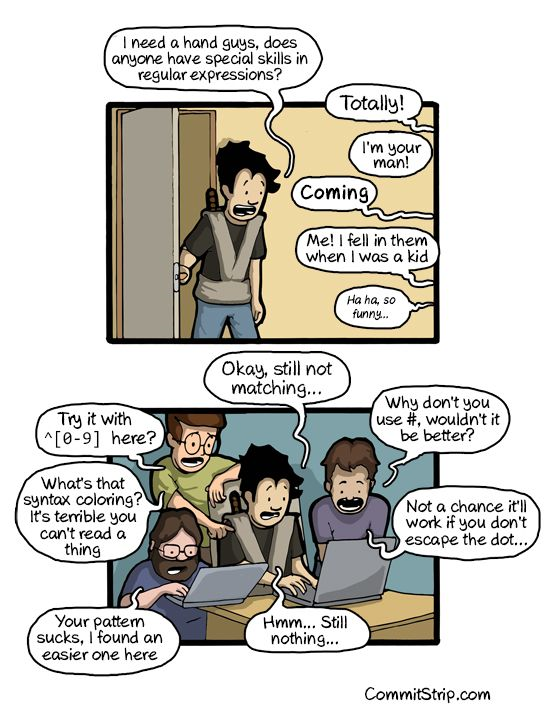 I need a hand guys, does
anyone have special skills in
regular expressions?
Totally!
I'm your
man!
Coming
Me! I fell in them
when I was a kid
Ha ha, so
funny...
Okay, still not
matching...
Try it with
^[0-9] here?
Why don't you
use #, wouldn't it
be better?
What's that
syntax coloring?
It's terrible you
can't read a
thing
Not a chance it'll
work if you don't
escape the dot...
Your pattern
sucks, I found an
easier one here
Hmm... Still
nothing...
CommitStrip.com